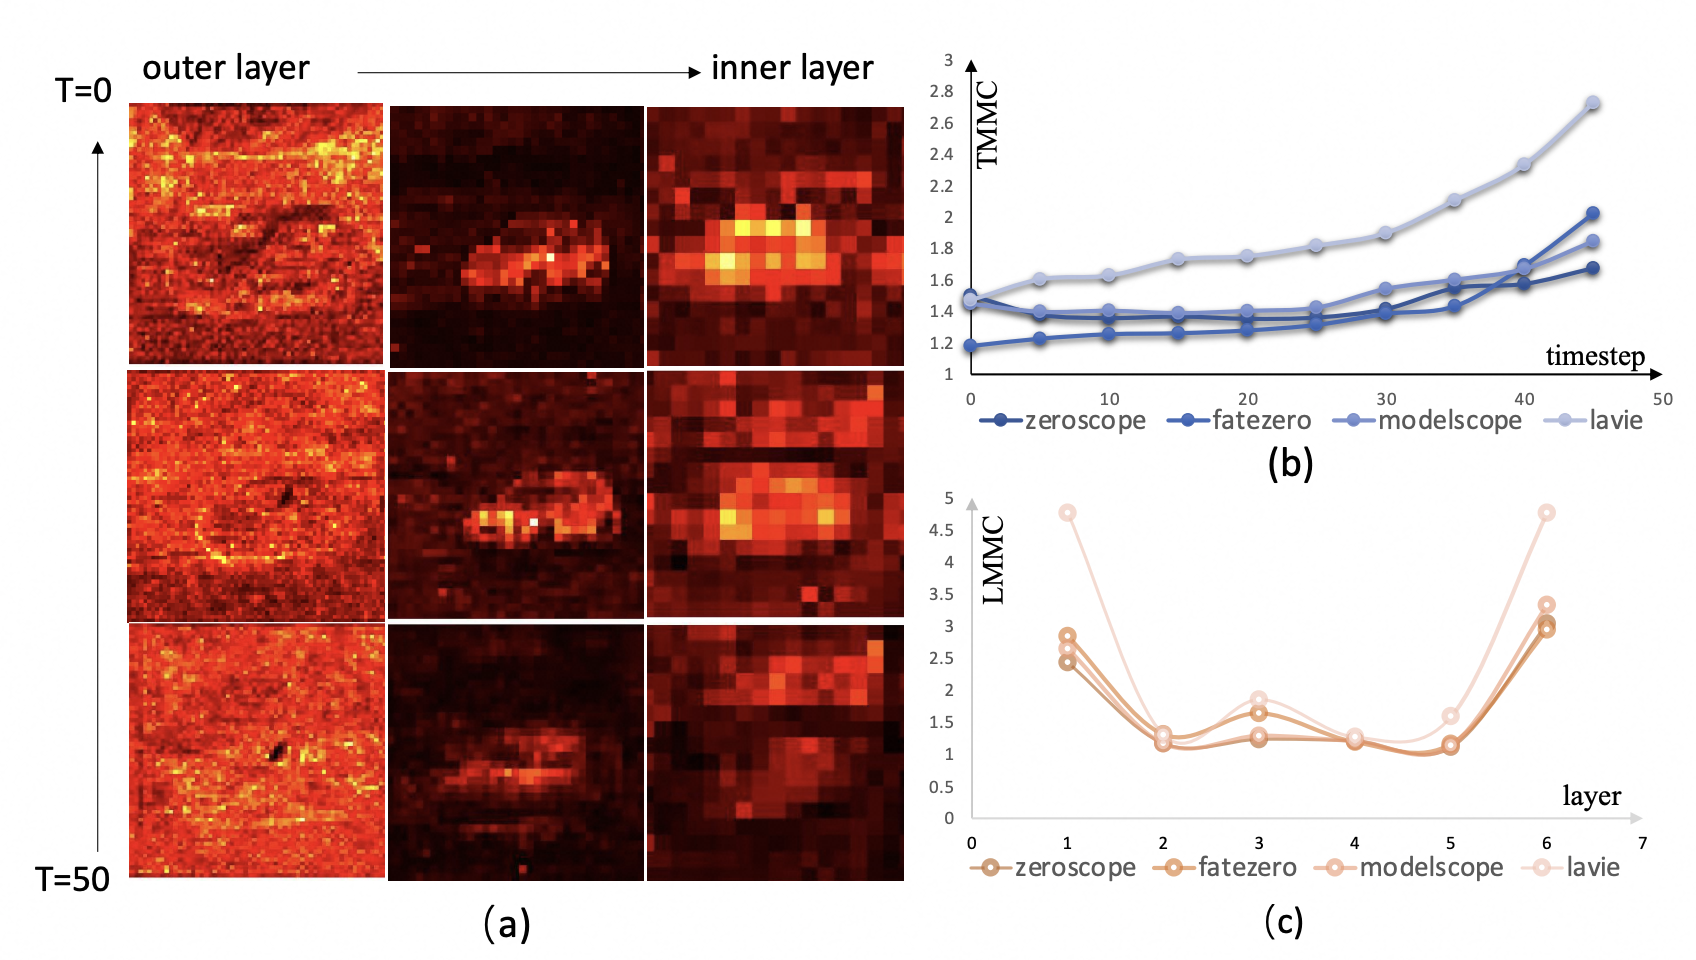 outer layer
inner layer
T=0
T=50
(a)
3
2.8
2.6
2.4
2.2
2
1.8
1.6
1.4
1.2
1
TMMC
timestep
0 10 20 30 40 50
zeroscope fatezero modelscope lavie
(b)
5
4.5
4
3.5
3
2.5
2
1.5
1
0.5
0
LMMC
layer
0 1 2 3 4 5 6 7
zeroscope fatezero modelscope lavie
(c)